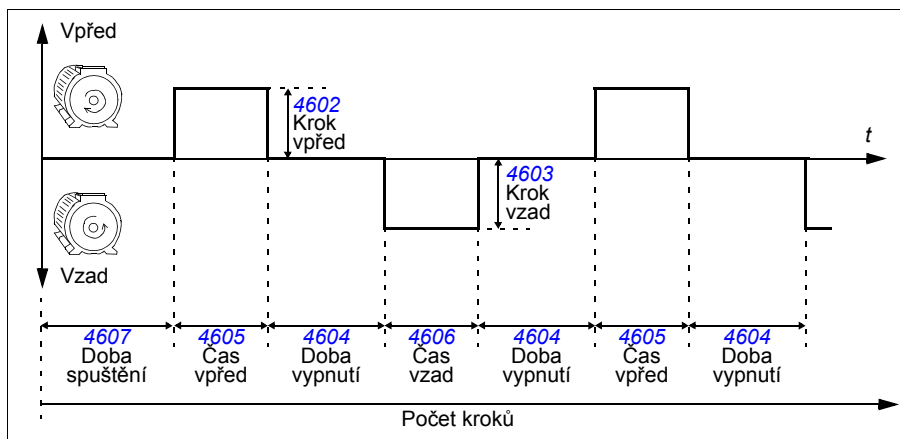 Vpřed
4602
Krok
vpřed
t
4603
Krok
vzad
Vzad
4607
Doba
spuštění
4605
Čas
vpřed
4604
Doba
vypnutí
4606
Čas
vzad
4604
Doba
vypnutí
4605
Čas
vpřed
4604
Doba
vypnutí
Počet kroků